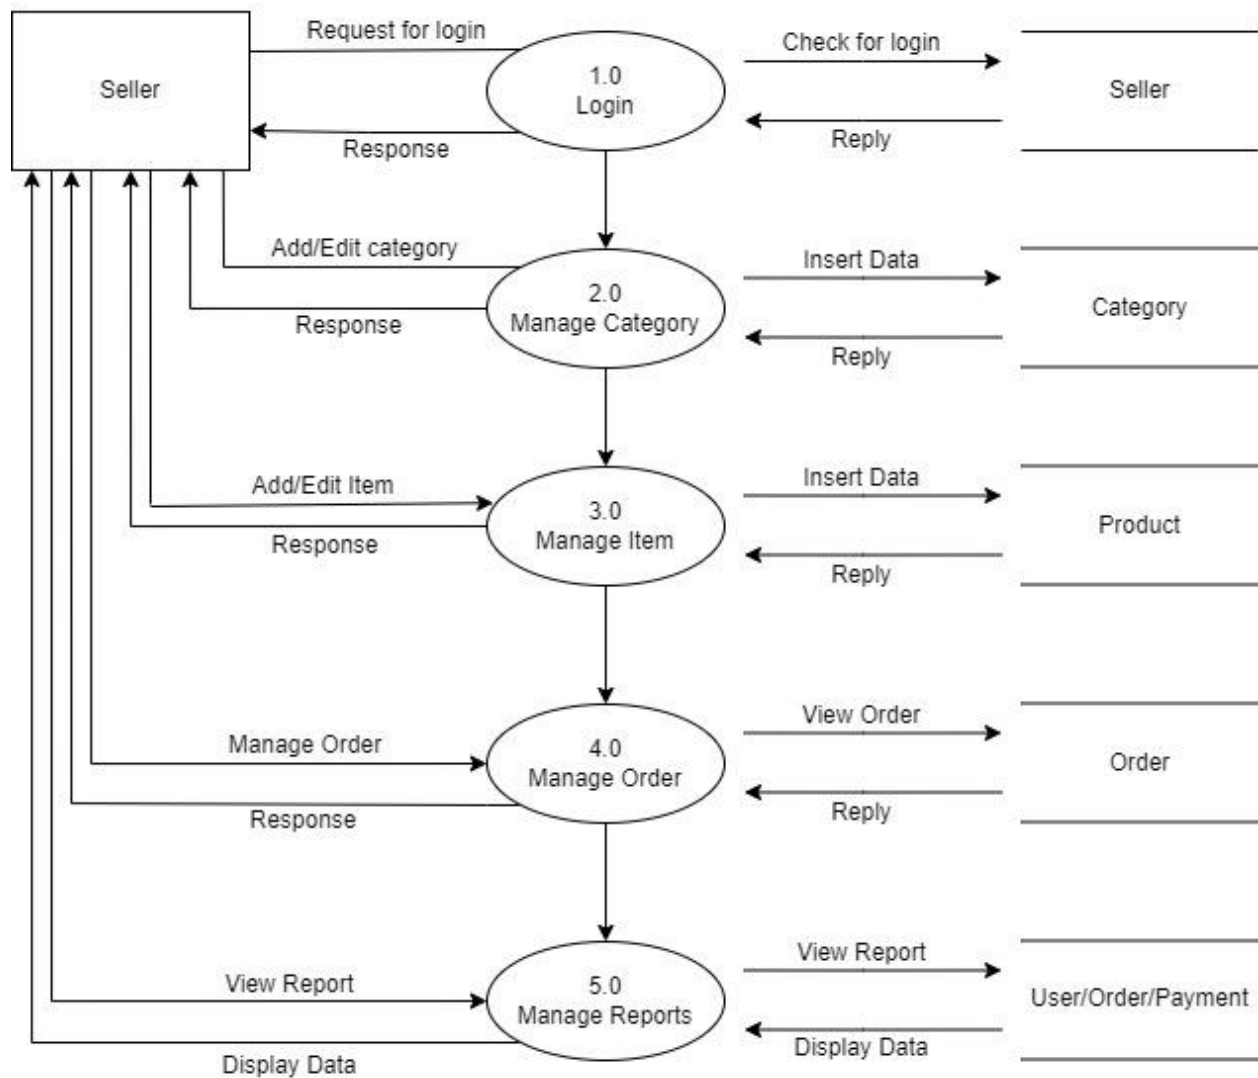 Request for login
Check for login
Seller
1.0
Login
Seller
Response
Reply
Add/Edit category
Insert Data
2.0
Manage Category
Category
Response
Reply
Add/Edit Item
Insert Data
3.0
Manage Item
Product
Response
Reply
Manage Order
View Order
4.0
Manage Order
Order
Response
Reply
View Report
View Report
5.0
Manage Reports
User/Order/Payment
Display Data
Display Data